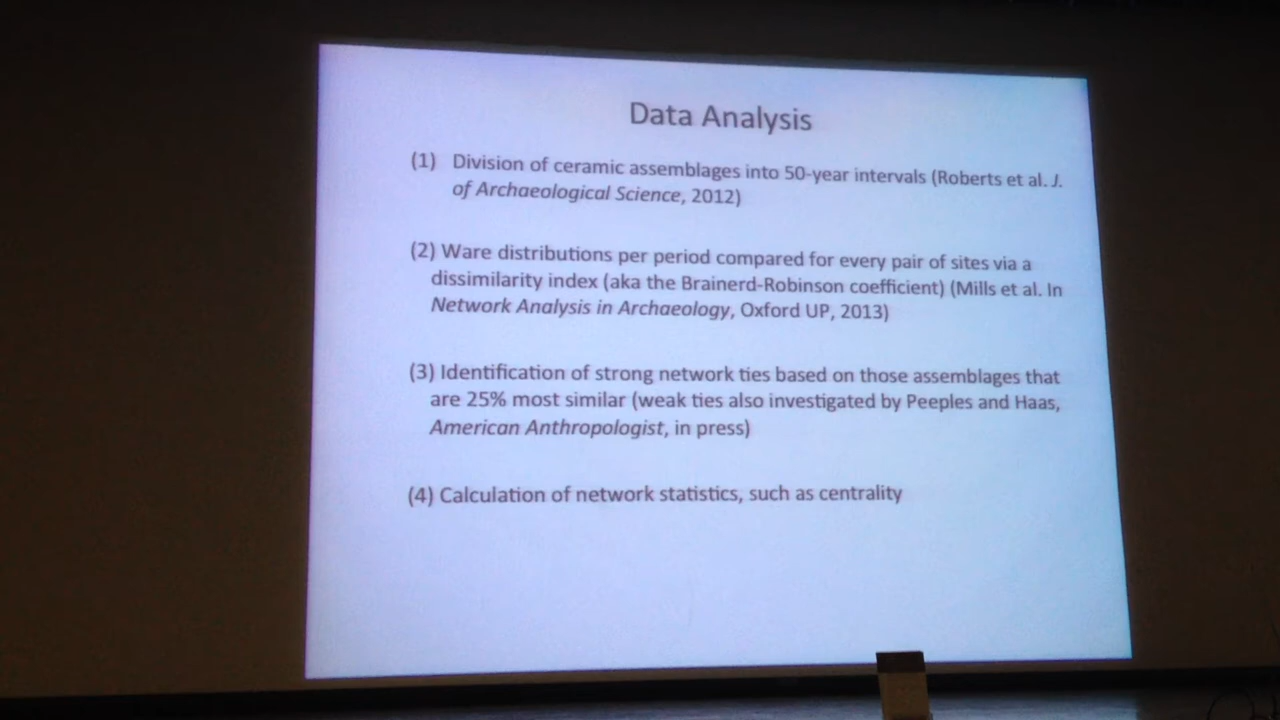 Data Analysis
(1) Division of ceramic assemblages into 50-year intervals (Roberts et al. J.
of Archaeological Science, 2012)
(2) Ware distributions per period compared for every pair of sites via a
dissimilarity index (aka the Brainerd-Robinson coefficient) (Mills et al. In
Network Analysis in Archaeology, Oxford UP, 2013)
(3) Identification of strong network ties based on those assemblages that
are 25% most similar (weak ties also investigated by Peeples and Haas,
American Anthropologist, in press)
(4) Calculation of network statistics, such as centrality